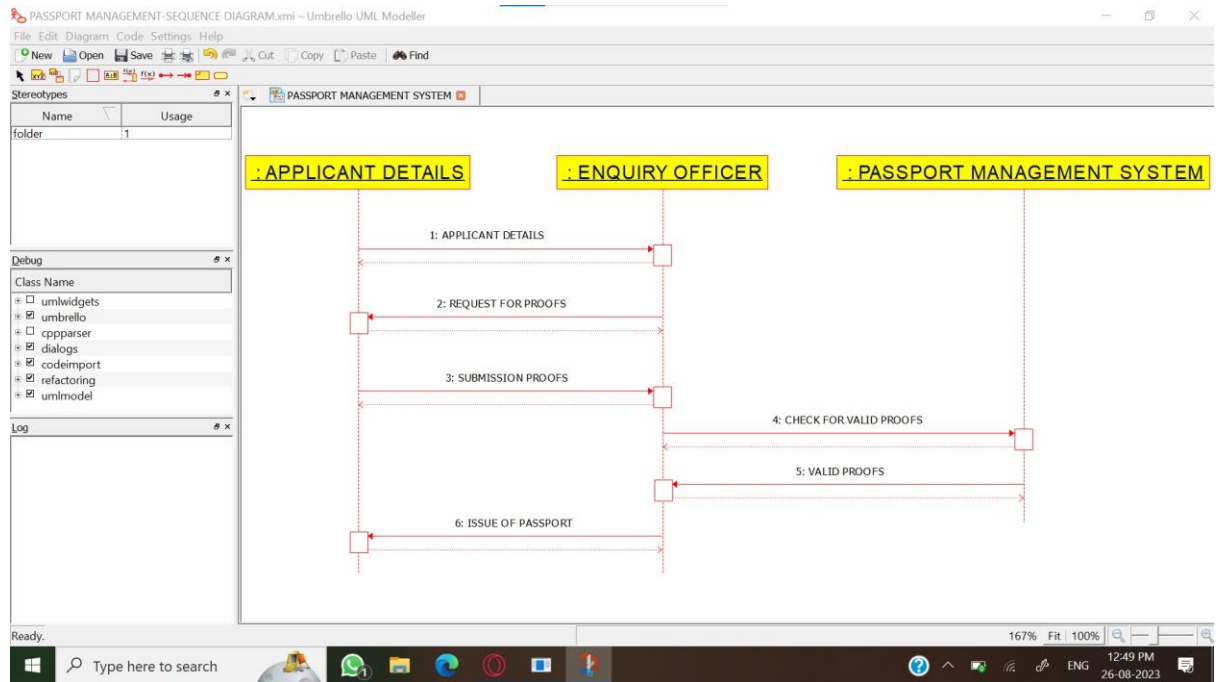 PASSPORT MANAGEMENT-SEQUENCE DIAGRAM.xmi – Umbrello UML Modeller
File Edit Diagram Code Settings Help
New Open Save Cut Copy Paste Find
Stereotypes
PASSPORT MANAGEMENT SYSTEM
Name Usage
folder 1
: APPLICANT DETAILS : ENQUIRY OFFICER : PASSPORT MANAGEMENT SYSTEM
1: APPLICANT DETAILS
Debug
Class Name
umlwidgets
umbrello
cppparser
dialogs
codeimport
refactoring
umlmodel
2: REQUEST FOR PROOFS
3: SUBMISSION PROOFS
4: CHECK FOR VALID PROOFS
Log
5: VALID PROOFS
6: ISSUE OF PASSPORT
Ready.
167% Fit 100%
Type here to search
ENG
12:49 PM
26-08-2023